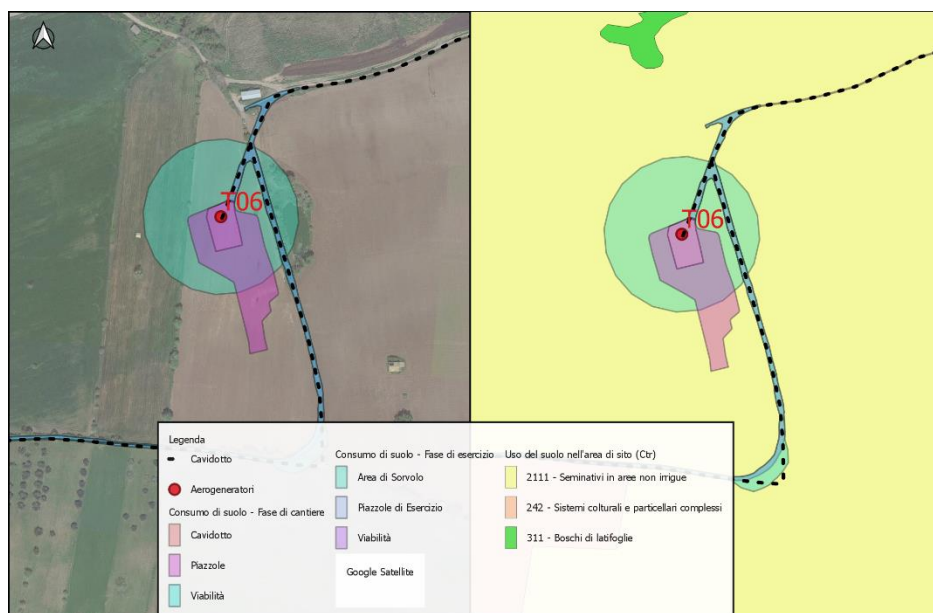 T06
T06
Legenda
Cavidotto
Aerogeneratori
Consumo di suolo - Fase di cantiere
Cavidotto
Piazzole
Viabilità
Consumo di suolo - Fase di esercizio
Area di Sorvolo
Piazzole di Esercizio
Viabilità
Google Satellite
Uso del suolo nell'area di sito (Ctr)
2111 - Seminativi in aree non irrigue
242 - Sistemi colturali e particellari complessi
311 - Boschi di latifoglie